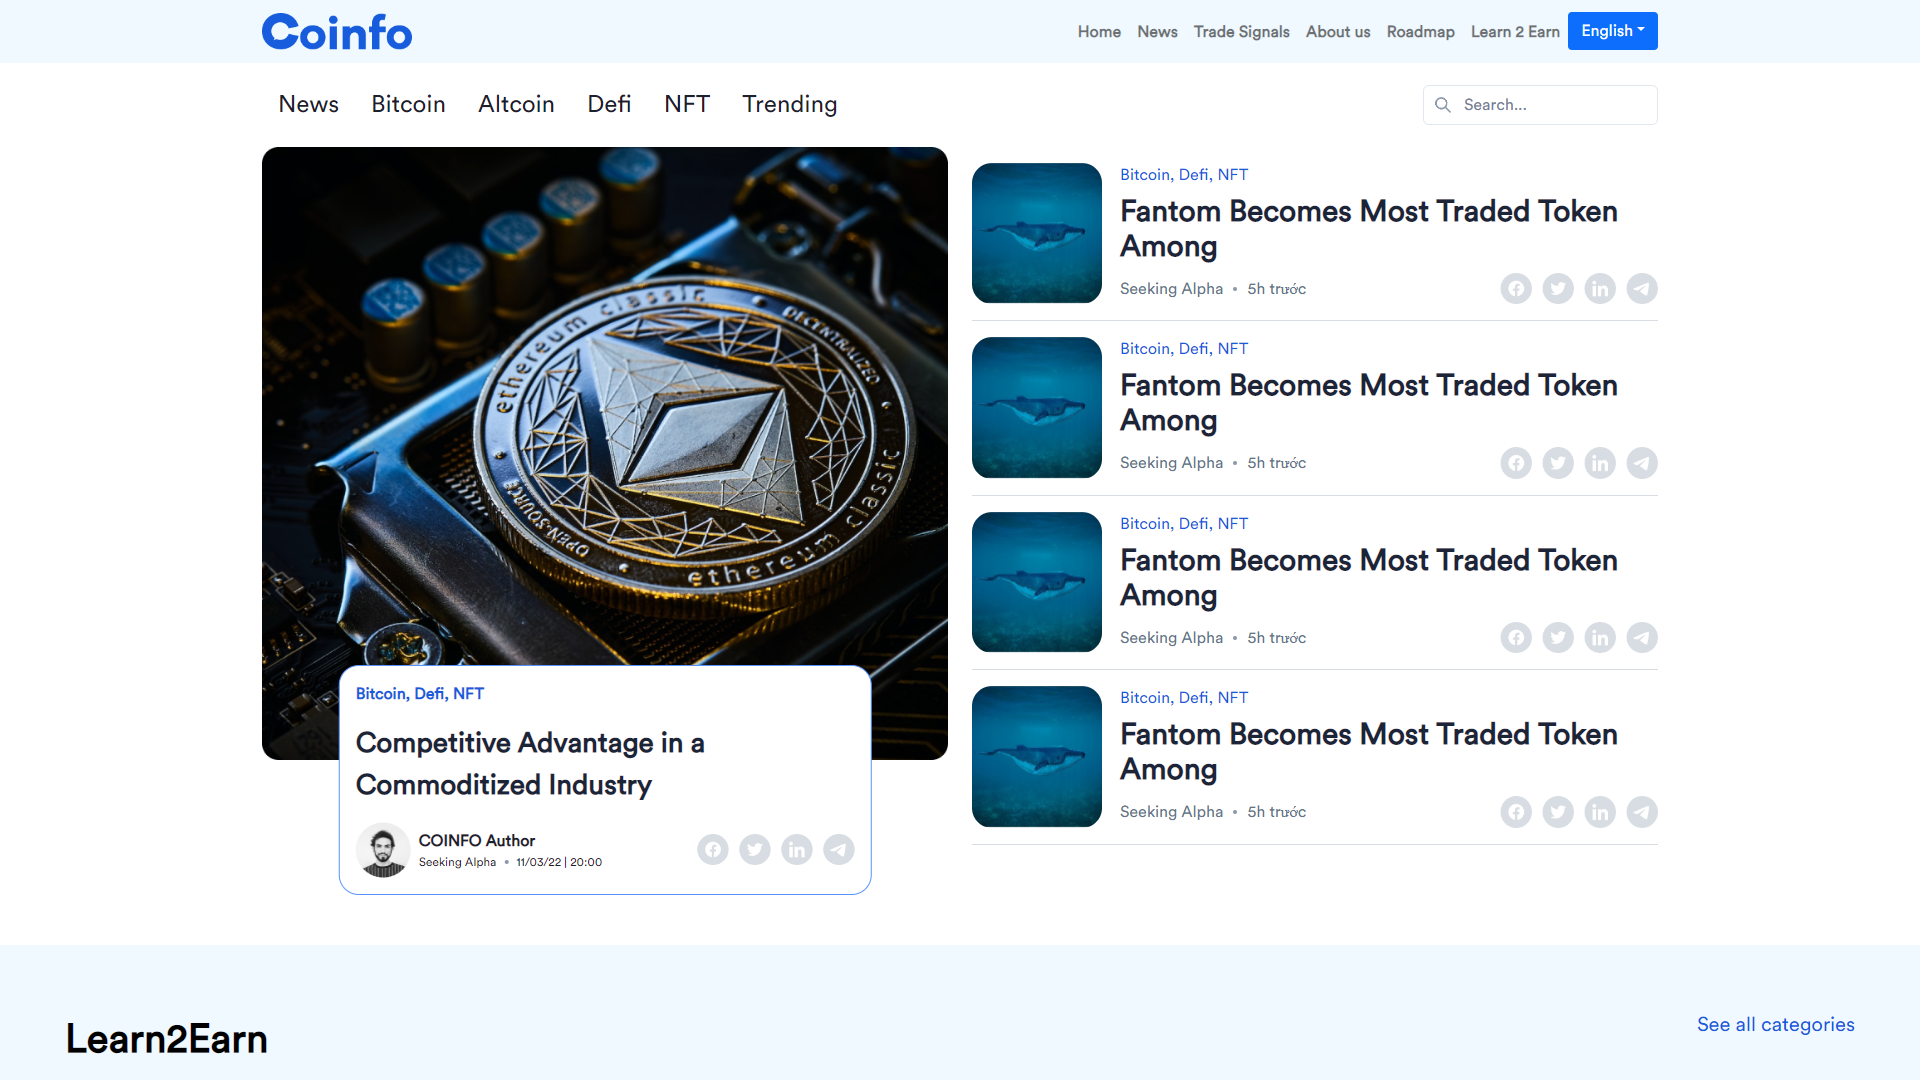 Coinfo
Home News Trade Signals About us Roadmap Learn 2 Earn English
News Bitcoin Altcoin Defi NFT Trending
Search...
ethereum classic
DECENTRALIZED
ethereum classic
OPEN-SOURCE
Bitcoin, Defi, NFT
Competitive Advantage in a
Commoditized Industry
COINFO Author
Seeking Alpha • 11/03/22 | 20:00
Bitcoin, Defi, NFT
Fantom Becomes Most Traded Token
Among
Seeking Alpha • 5h trước
Bitcoin, Defi, NFT
Fantom Becomes Most Traded Token
Among
Seeking Alpha • 5h trước
Bitcoin, Defi, NFT
Fantom Becomes Most Traded Token
Among
Seeking Alpha • 5h trước
Bitcoin, Defi, NFT
Fantom Becomes Most Traded Token
Among
Seeking Alpha • 5h trước
Learn2Earn
See all categories